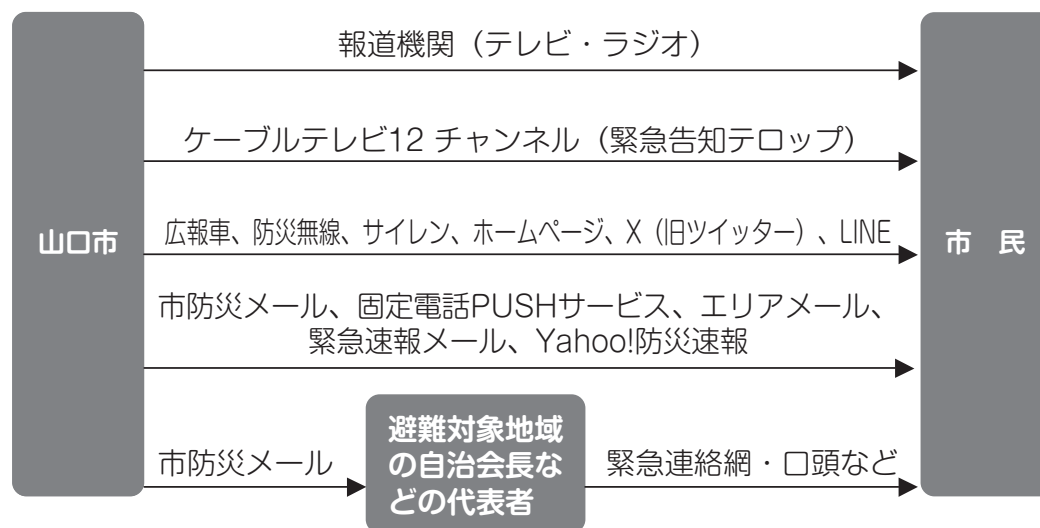 報道機関（テレビ・ラジオ）
ケーブルテレビ12 チャンネル（緊急告知テロップ）
山口市
広報車、防災無線、サイレン、ホームページ、X（旧ツイッター）、LINE
市　民
市防災メール、固定電話PUSHサービス、エリアメール、
緊急速報メール、Yahoo!防災速報
市防災メール
避難対象地域
の自治会長な
どの代表者
緊急連絡網・口頭など